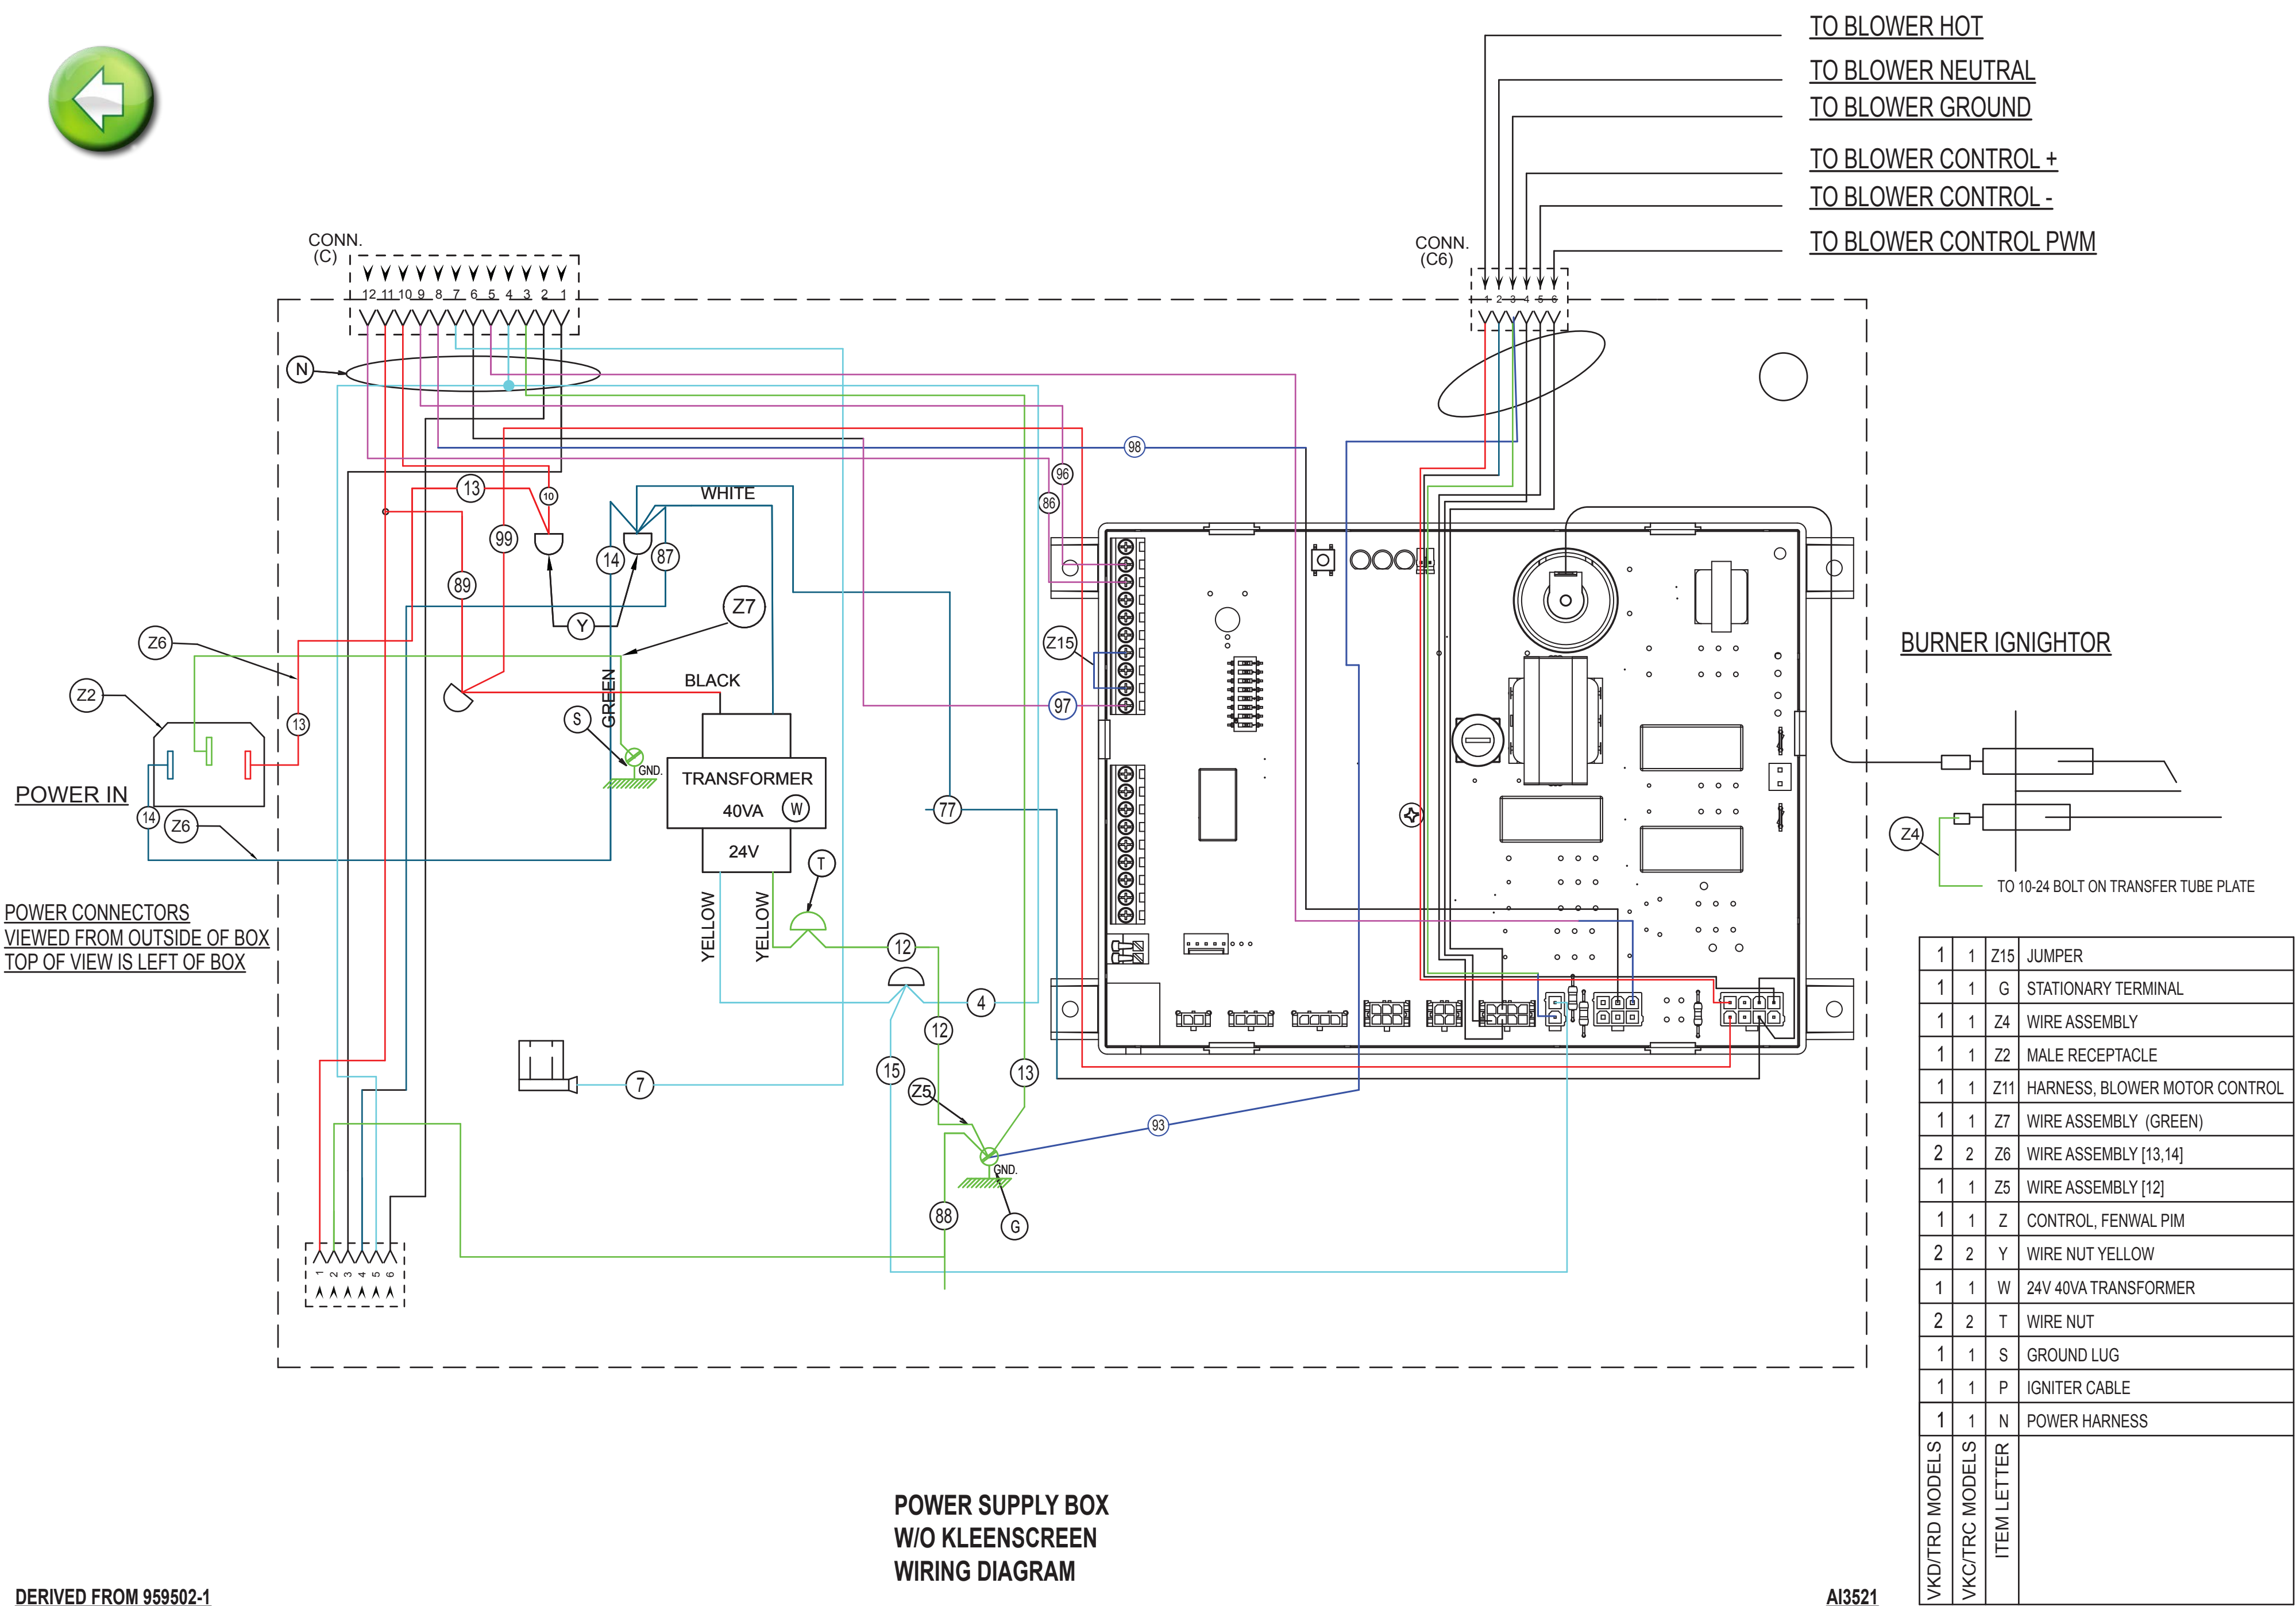 TO BLOWER HOT
TO BLOWER NEUTRAL
TO BLOWER GROUND
TO BLOWER CONTROL +
TO BLOWER CONTROL -
TO BLOWER CONTROL PWM
CONN.
(C)
12 11 10 9 8 7 6 5 4 3 2 1
CONN.
(C6)
1 2 3 4 5 6
N
98
96
86
13
10
WHITE
99
14
87
89
Y
Z7
Z6
Z15
BURNER IGNIGHTOR
Z2
BLACK
GREEN
S
97
13
GND.
TRANSFORMER
40VA
W
24V
77
POWER IN
14
Z6
T
Z4
TO 10-24 BOLT ON TRANSFER TUBE PLATE
POWER CONNECTORS
VIEWED FROM OUTSIDE OF BOX
TOP OF VIEW IS LEFT OF BOX
YELLOW
YELLOW
12
4
12
15
13
7
Z5
93
GND.
88
G
1 2 3 4 5 6
1 1 Z15 JUMPER
1 1 G STATIONARY TERMINAL
1 1 Z4 WIRE ASSEMBLY
1 1 Z2 MALE RECEPTACLE
1 1 Z11 HARNESS, BLOWER MOTOR CONTROL
1 1 Z7 WIRE ASSEMBLY (GREEN)
2 2 Z6 WIRE ASSEMBLY [13,14]
1 1 Z5 WIRE ASSEMBLY [12]
1 1 Z CONTROL, FENWAL PIM
2 2 Y WIRE NUT YELLOW
1 1 W 24V 40VA TRANSFORMER
2 2 T WIRE NUT
1 1 S GROUND LUG
1 1 P IGNITER CABLE
1 1 N POWER HARNESS
VKD/TRD MODELS
VKC/TRC MODELS
ITEM LETTER
POWER SUPPLY BOX
W/O KLEENSCREEN
WIRING DIAGRAM
DERIVED FROM 959502-1
AI3521